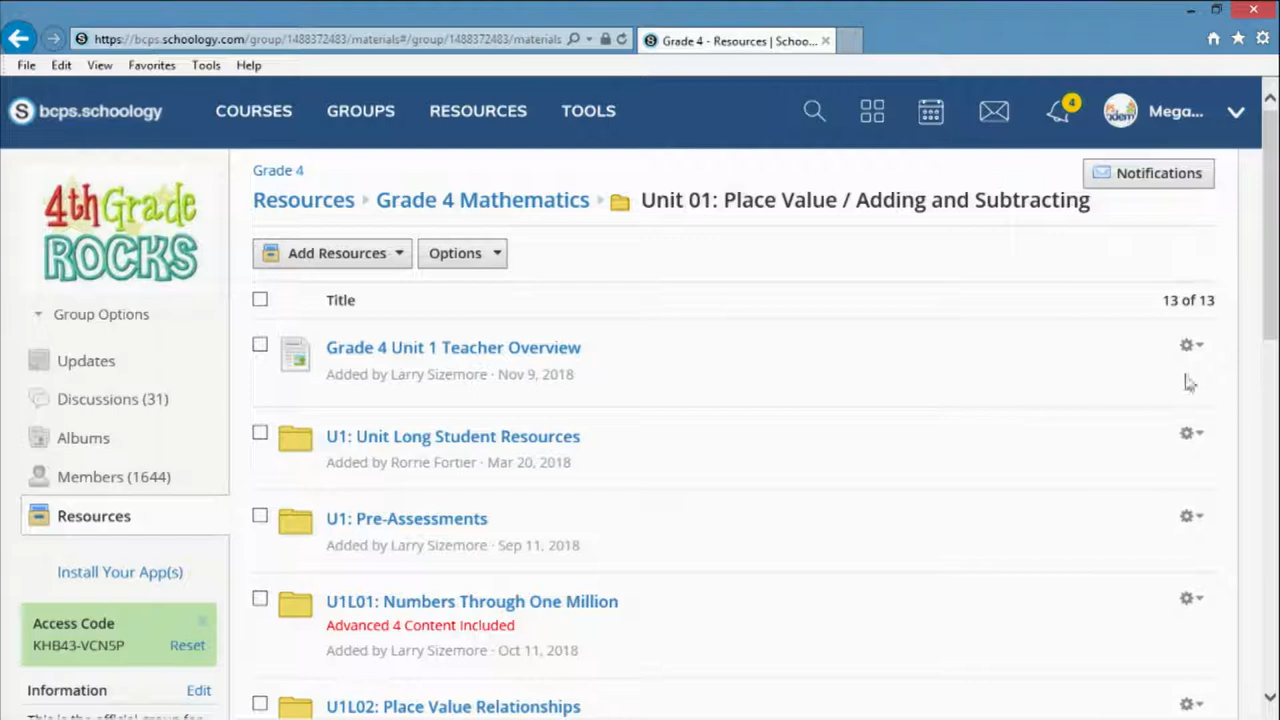 https://bcps.schoology.com/group/1488372483/materials#/group/1488372483/materials
Grade 4 - Resources | Schoo...
File Edit View Favorites Tools Help
S bcps.schoology COURSES GROUPS RESOURCES TOOLS 4 Mega...
4th Grade
ROCKS
Group Options
Updates
Discussions (31)
Albums
Members (1644)
Resources
Install Your App(s)
Access Code
KHB43-VCN5P Reset
Information Edit
This is the official group for
Grade 4
Notifications
Resources Grade 4 Mathematics Unit 01: Place Value / Adding and Subtracting
Add Resources Options
Title 13 of 13
Grade 4 Unit 1 Teacher Overview
Added by Larry Sizemore · Nov 9, 2018
U1: Unit Long Student Resources
Added by Rorrie Fortier · Mar 20, 2018
U1: Pre-Assessments
Added by Larry Sizemore · Sep 11, 2018
U1L01: Numbers Through One Million
Advanced 4 Content Included
Added by Larry Sizemore · Oct 11, 2018
U1L02: Place Value Relationships